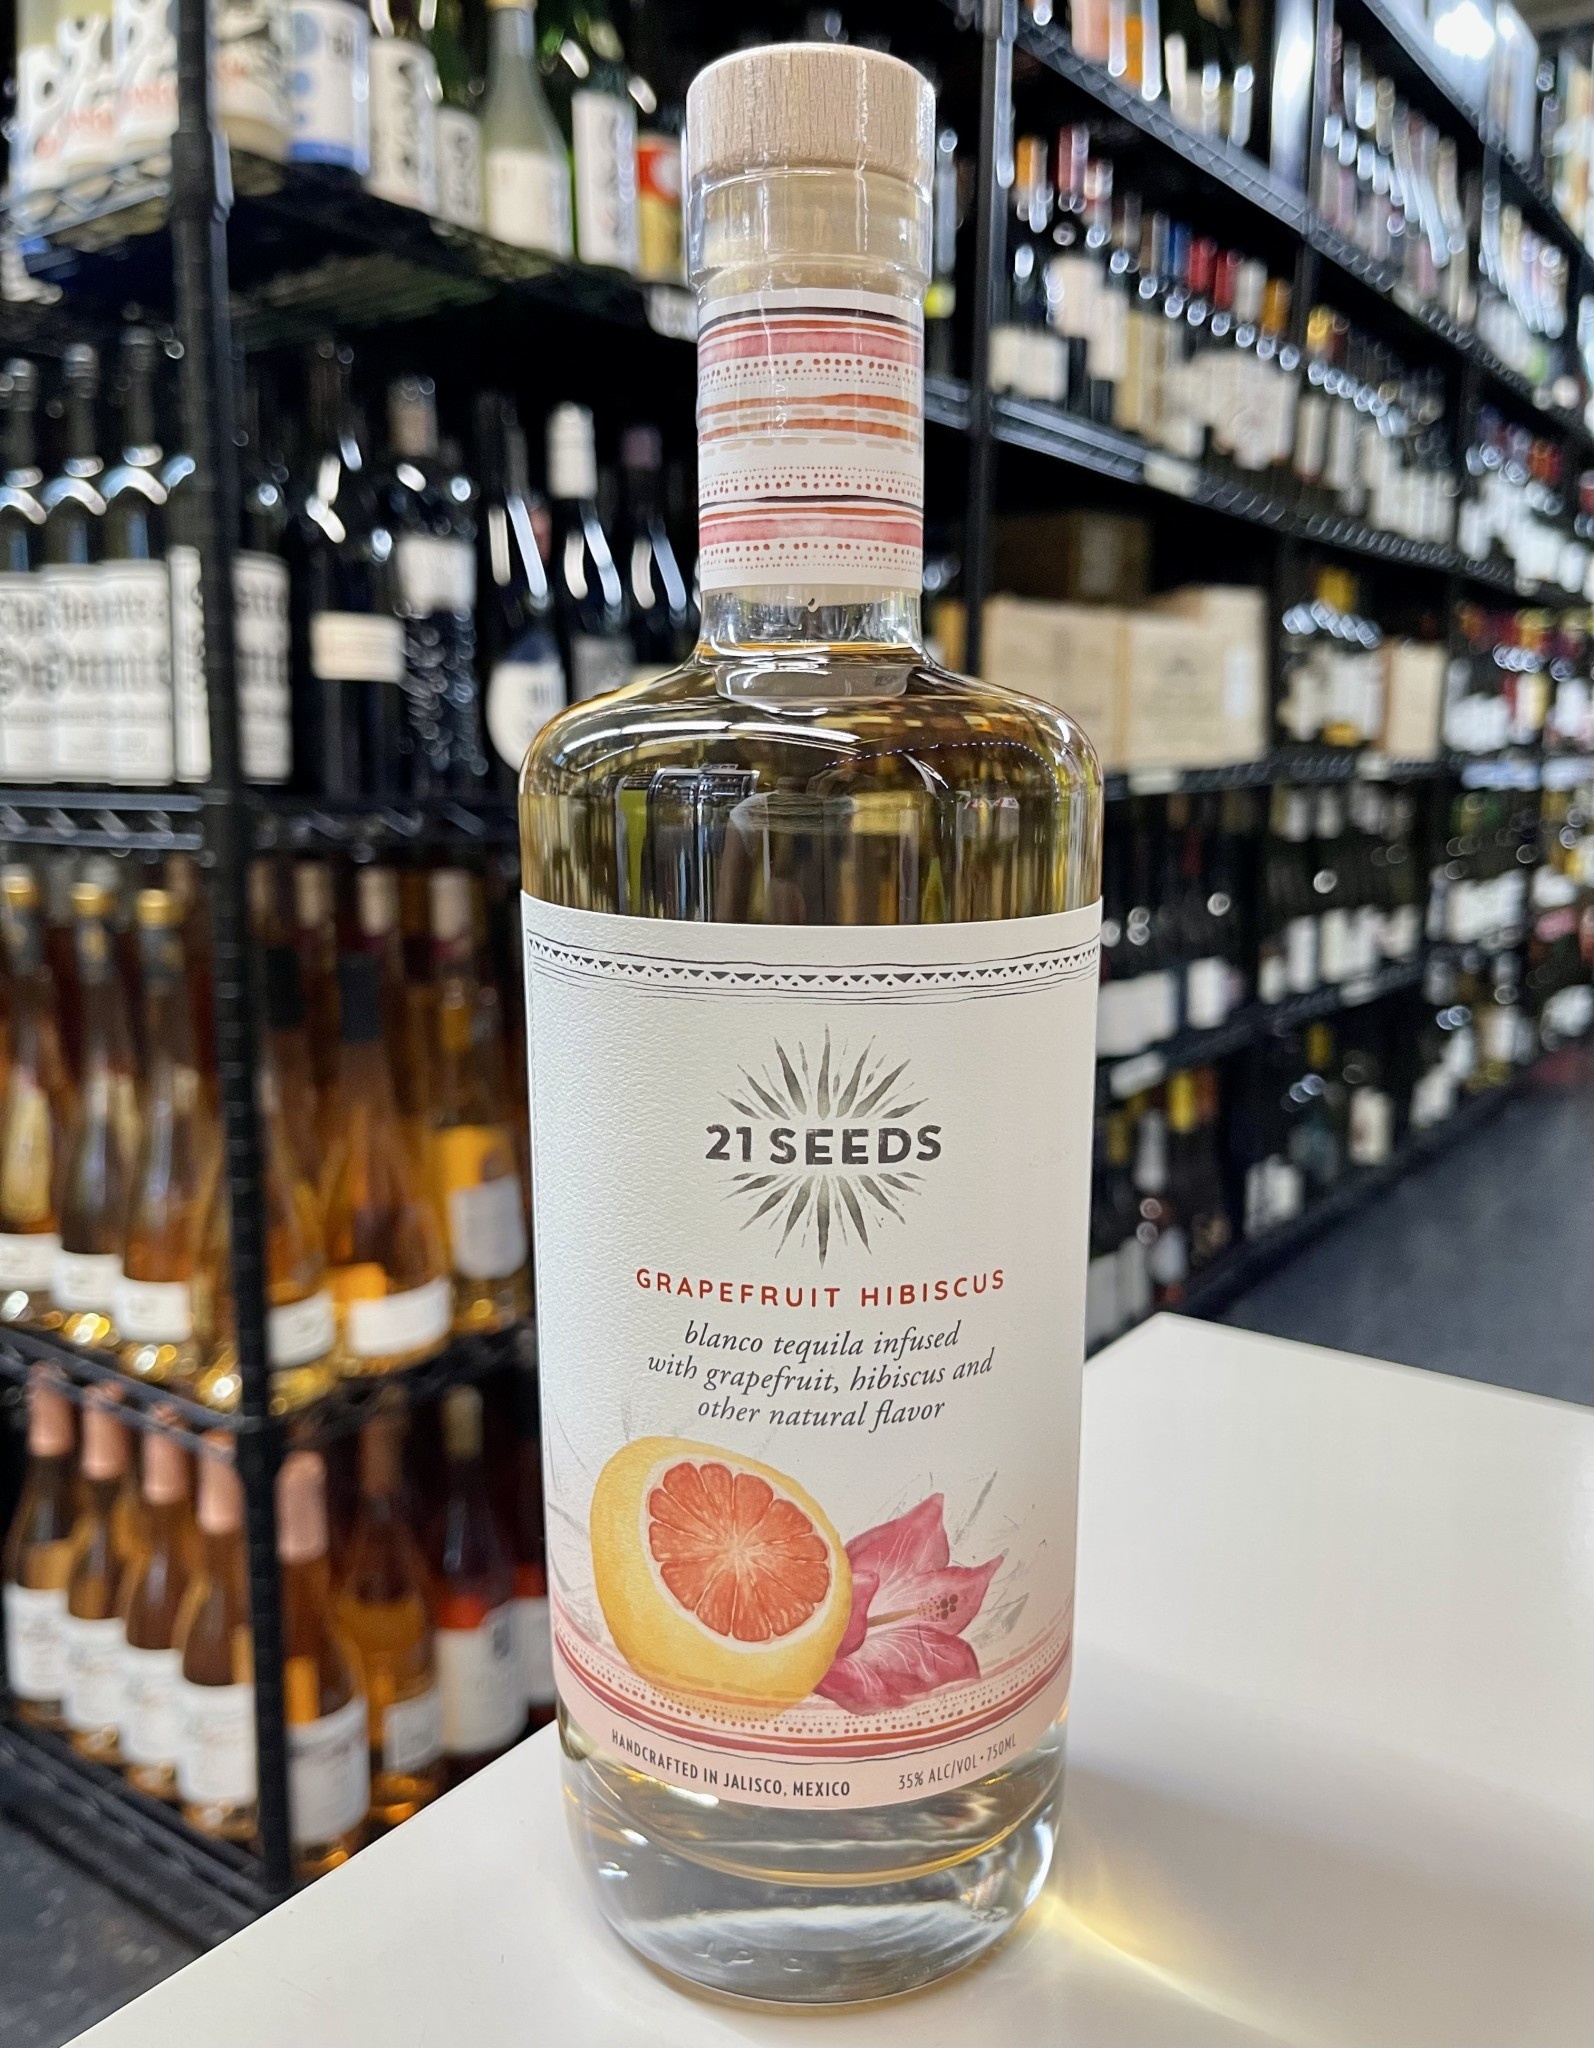 21 SEEDS
GRAPEFRUIT HIBISCUS
blanco tequila infused
with grapefruit, hibiscus and
other natural flavor
HANDCRAFTED IN JALISCO, MEXICO
35% ALC/VOL • 750ML